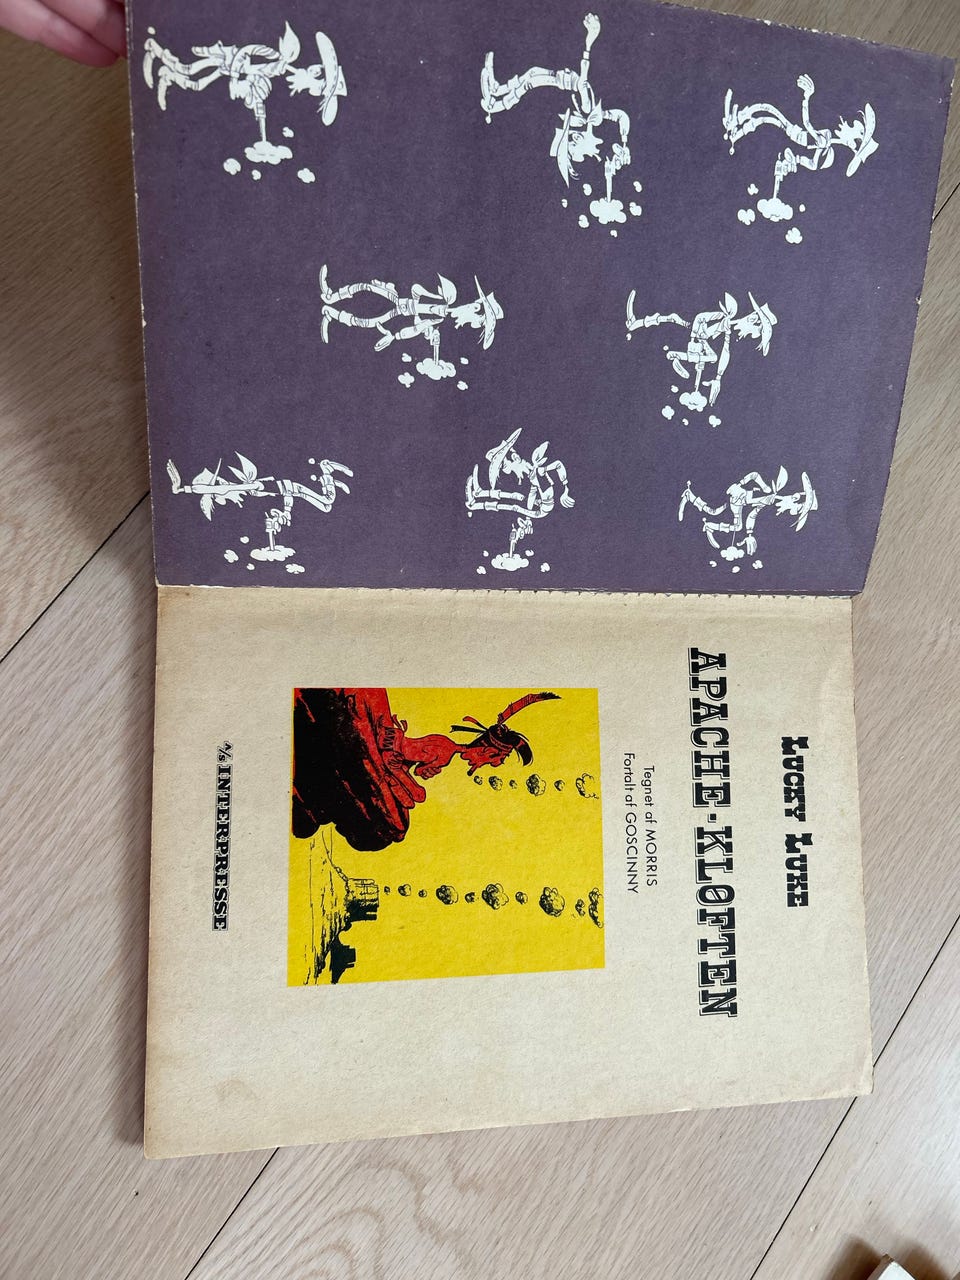 LUCKY LUKE
APACHE-KLØFTEN
Tegnet af MORRIS
Fortalt af GOSCINNY
A/S INTERPRESSE